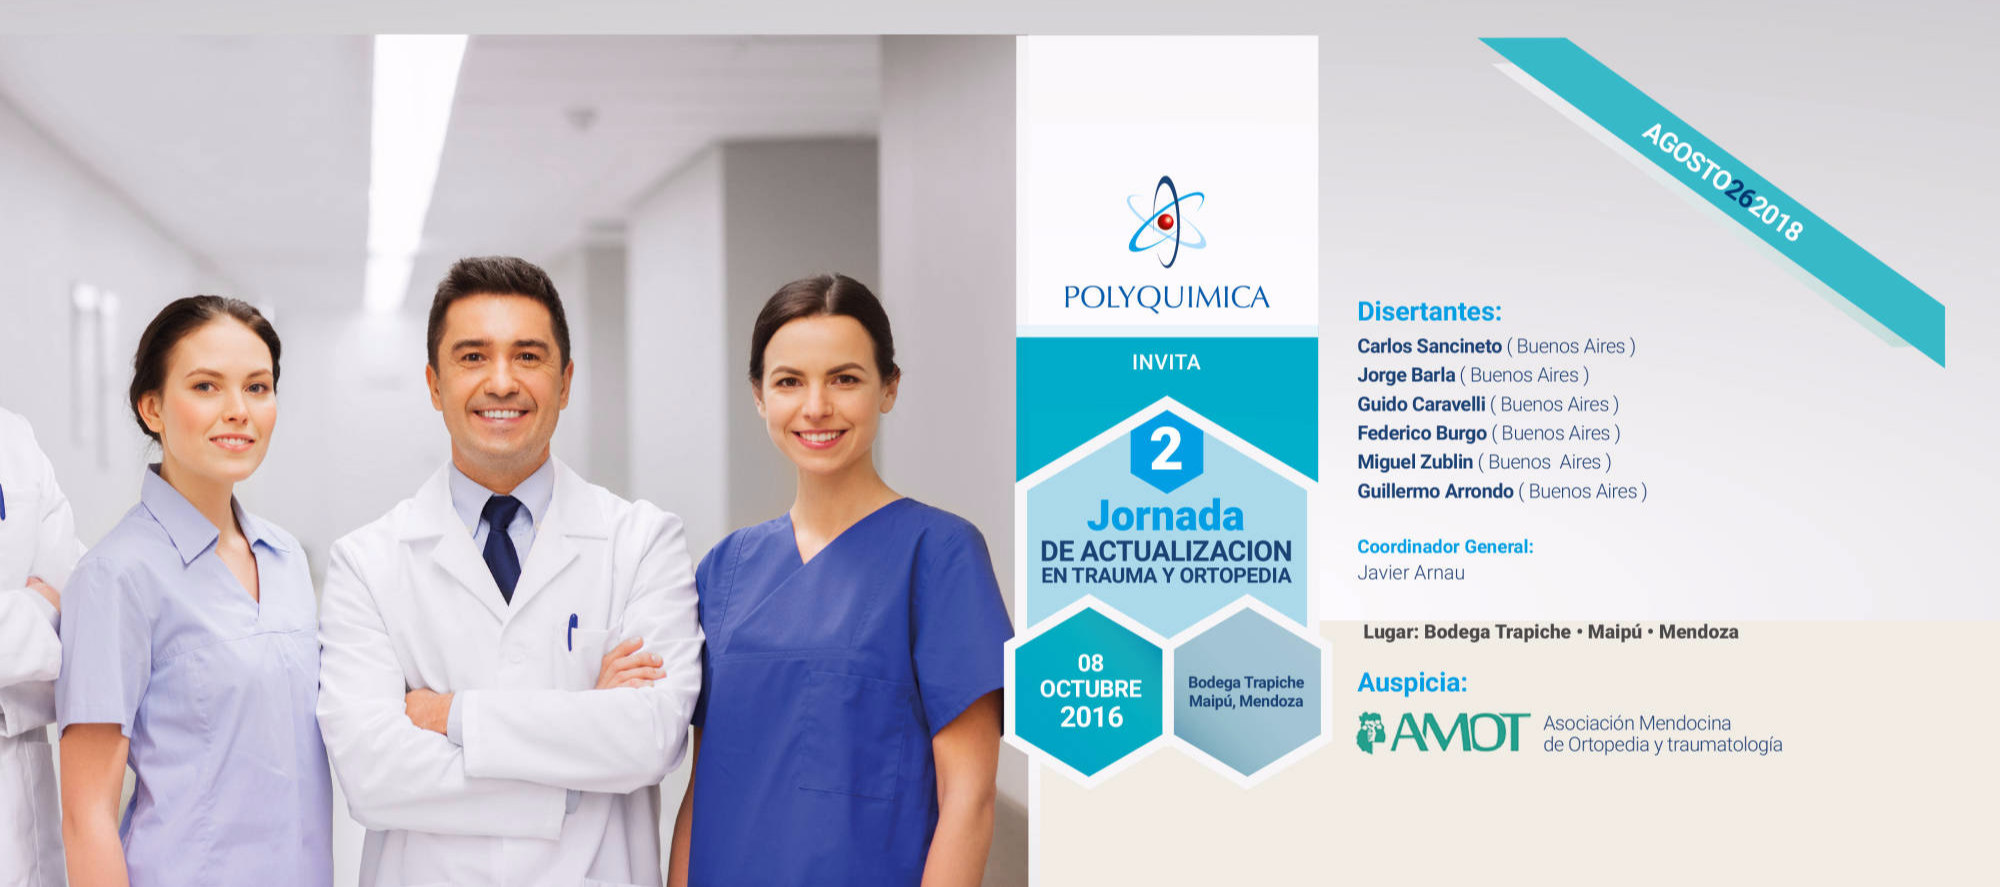 POLYQUIMICA
INVITA
2
Jornada
DE ACTUALIZACION
EN TRAUMA Y ORTOPEDIA
08
OCTUBRE
2016
Bodega Trapiche
Maipú, Mendoza
AGOSTO262018
Disertantes:
Carlos Sancineto ( Buenos Aires )
Jorge Barla ( Buenos Aires )
Guido Caravelli ( Buenos Aires )
Federico Burgo ( Buenos Aires )
Miguel Zublin ( Buenos Aires )
Guillermo Arrondo ( Buenos Aires )
Coordinador General:
Javier Arnau
Lugar: Bodega Trapiche • Maipú • Mendoza
Auspicia:
AMOT Asociación Mendocina
de Ortopedia y traumatología